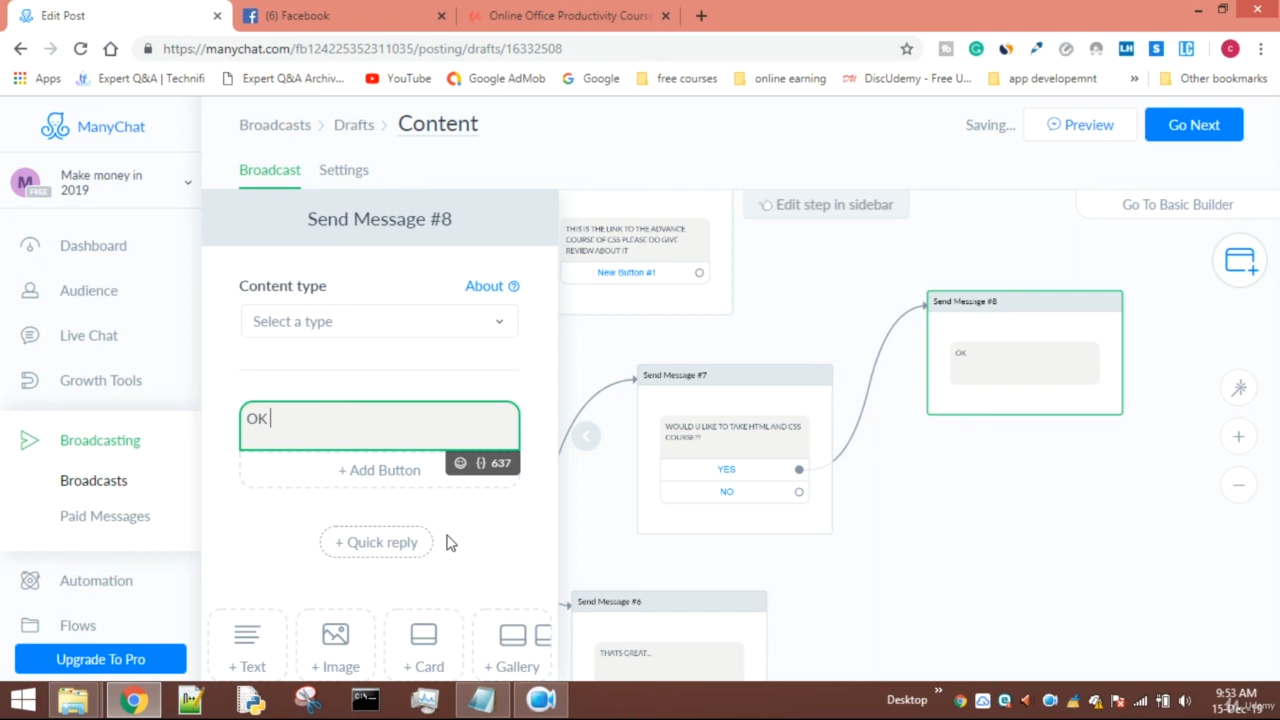 Edit Post
(6) Facebook
Online Office Productivity Cours
https://manychat.com/fb124225352311035/posting/drafts/16332508
LH
S
C
Apps
Expert Q&A | Technifi
Expert Q&A Archiv...
YouTube
Google AdMob
Google
free courses
online earning
DiscUdemy - Free U...
app developemnt
»
Other bookmarks
ManyChat
Broadcasts
Drafts
Content
Saving...
Preview
Go Next
M
FREE
Make money in
2019
Broadcast
Settings
Send Message #8
Edit step in sidebar
Go To Basic Builder
Dashboard
Audience
Live Chat
Growth Tools
Broadcasting
Broadcasts
Paid Messages
Automation
Flows
Upgrade To Pro
Content type
About
Select a type
OK
+ Add Button
{} 637
+ Quick reply
+ Text
+ Image
+ Card
+ Gallery
THIS IS THE LINK TO THE ADVANCE
COURSE OF CSS PLEASE DO GIVE
REVIEW ABOUT IT
New Button #1
Send Message #7
WOULD U LIKE TO TAKE HTML AND CSS
COURSE??
YES
NO
Send Message #8
OK
Send Message #6
THATS GREAT...
Desktop
»
9:53 AM
15-Dec-19